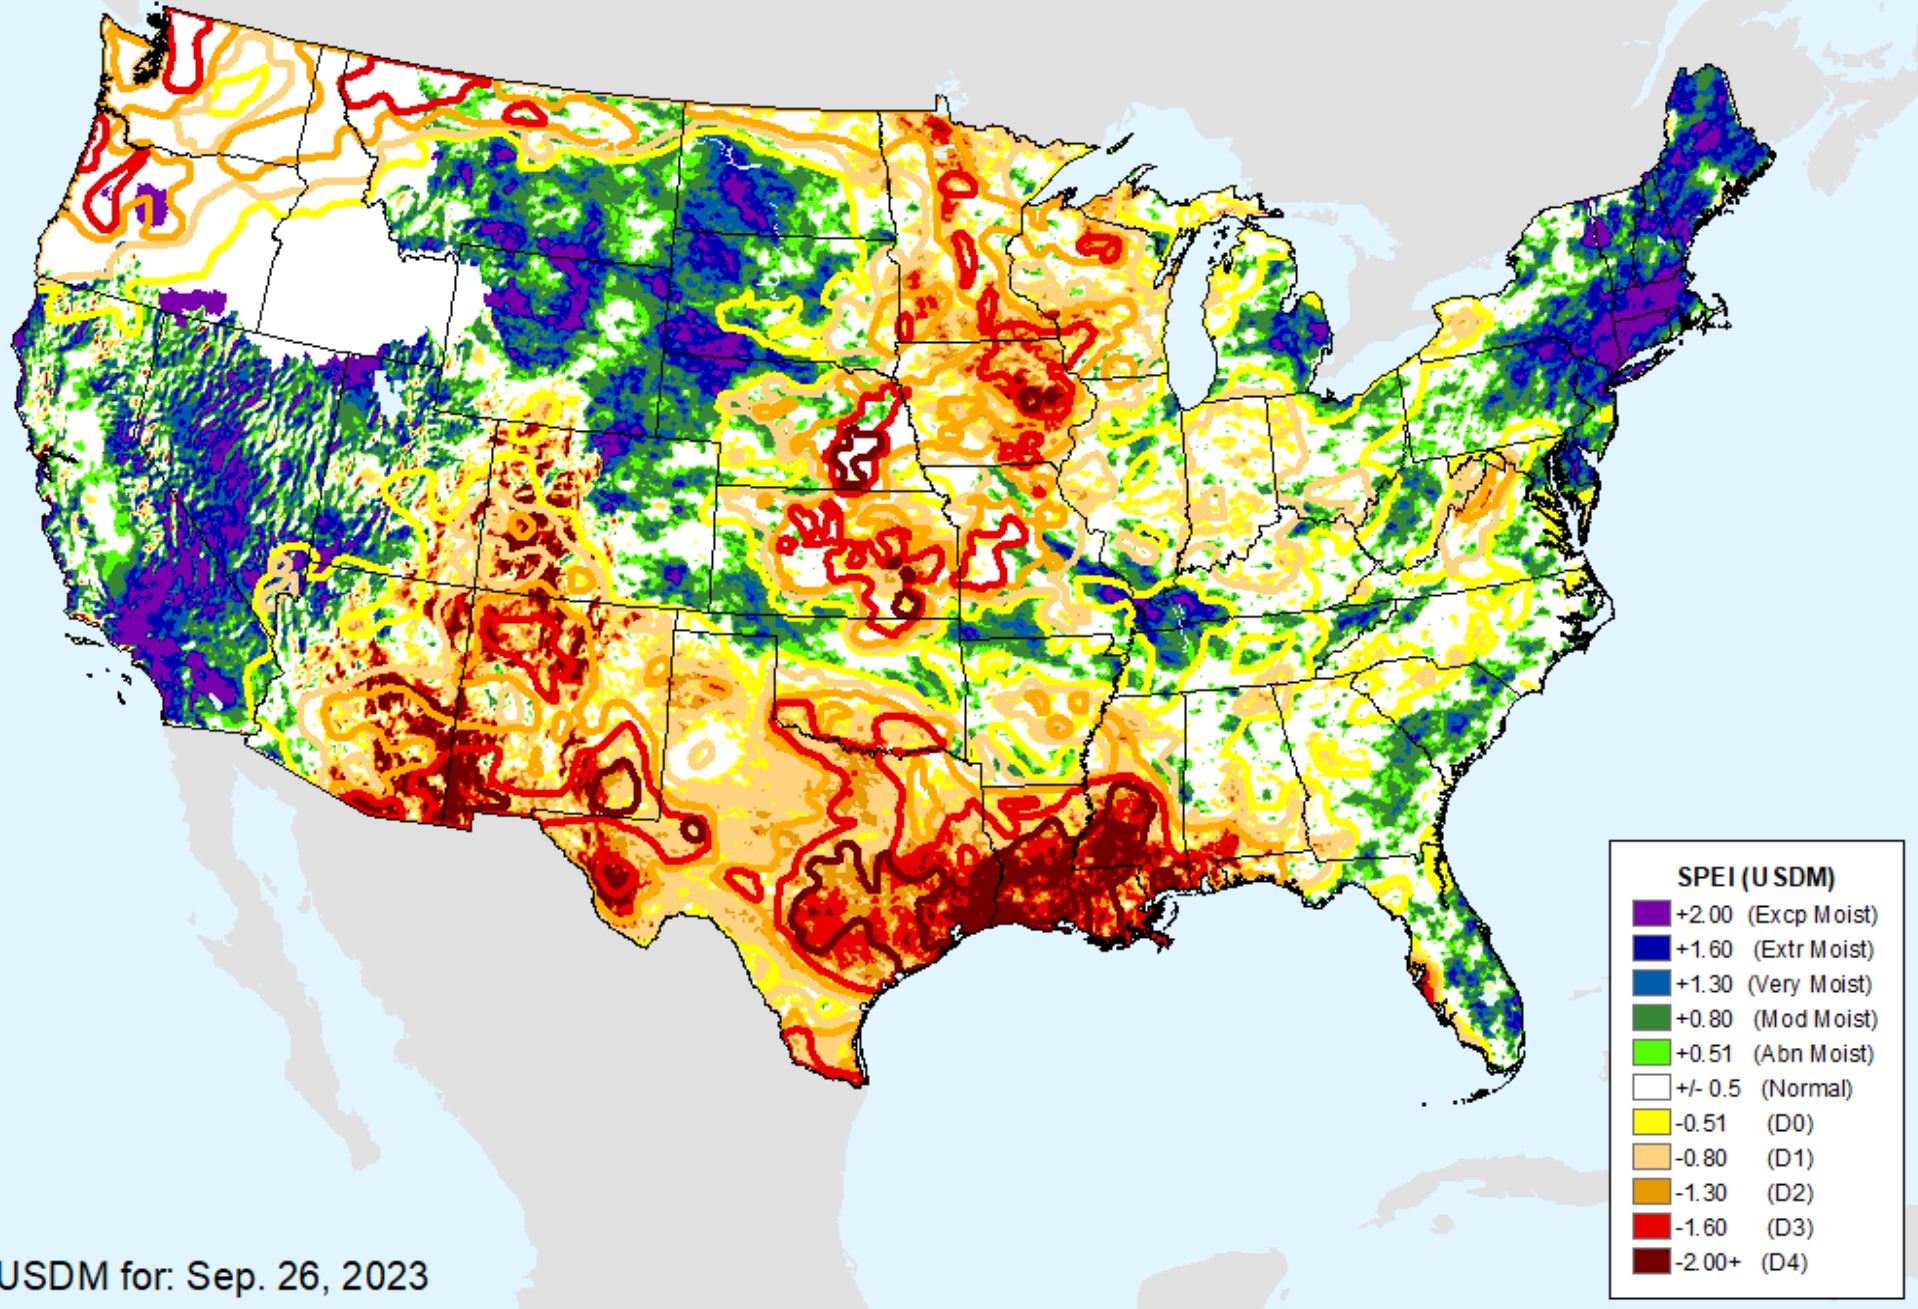 SPEI (USDM)
+2.00 (Excp Moist)
+1.60 (Extr Moist)
+1.30 (Very Moist)
+0.80 (Mod Moist)
+0.51 (Abn Moist)
+/- 0.5 (Normal)
-0.51 (D0)
-0.80 (D1)
-1.30 (D2)
-1.60 (D3)
-2.00+ (D4)
USDM for: Sep. 26, 2023